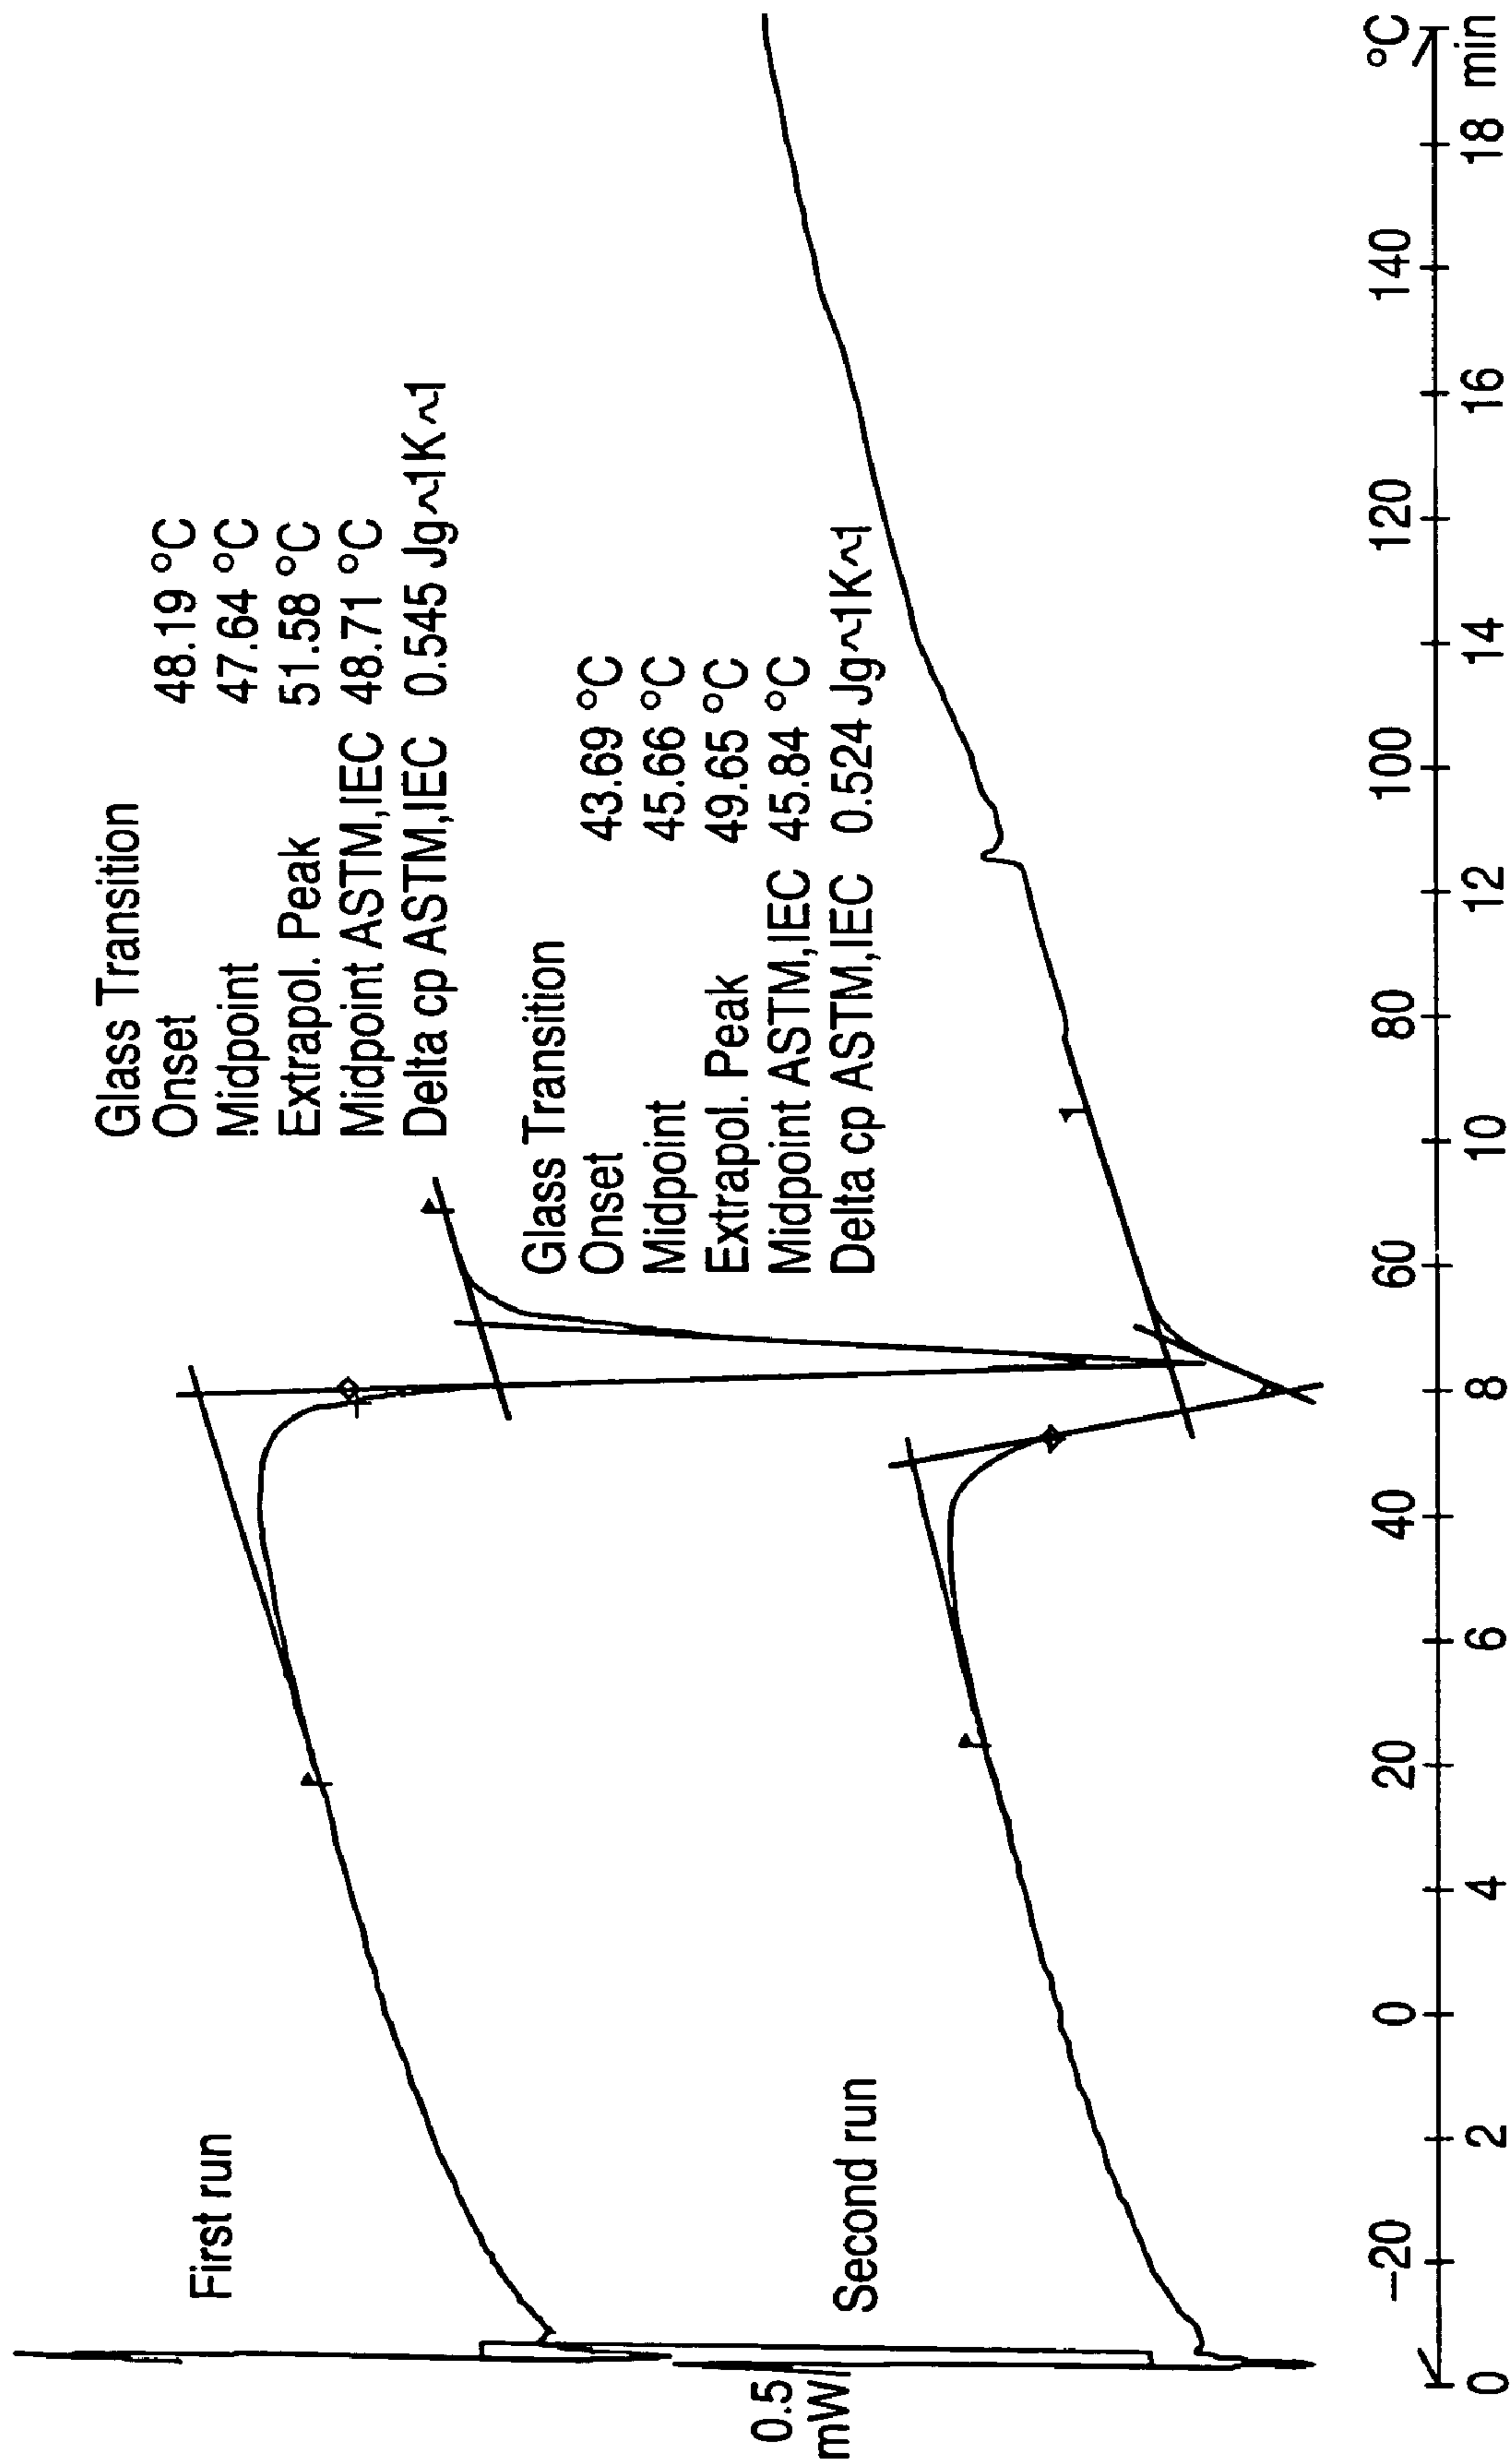 First run
Glass Transition
Onset 48.19 °C
Midpoint 47.64 °C
Extrapol. Peak 51.58 °C
Midpoint ASTM,IEC 48.71 °C
Delta cp ASTM,IEC 0.545 Jg^1K^1
Glass Transition
Onset 43.69 °C
Midpoint 45.66 °C
Extrapol. Peak 49.65 °C
Midpoint ASTM,IEC 45.84 °C
Delta cp ASTM,IEC 0.524 Jg^1K^1
0.5
mW
Second run
−20 0 20 40 60 80 100 120 140 °C
0 2 4 6 8 10 12 14 16 18 min